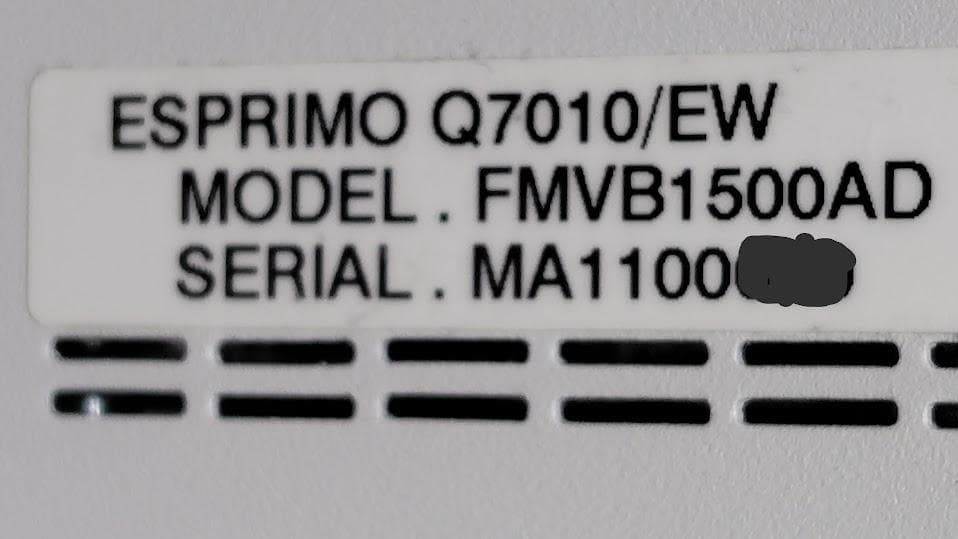 ESPRIMO Q7010/EW
MODEL . FMVB1500AD
SERIAL . MA1100